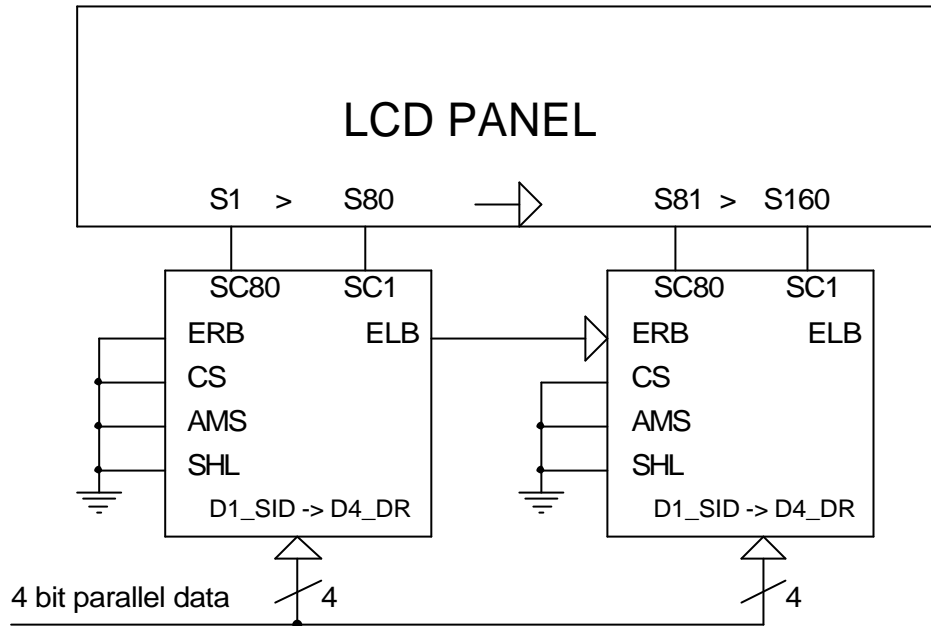 LCD PANEL
S1 > S80 S81 > S160
SC80 SC1 SC80 SC1
ERB ELB ERB ELB
CS CS
AMS AMS
SHL SHL
D1_SID -> D4_DR D1_SID -> D4_DR
4 bit parallel data 4 4